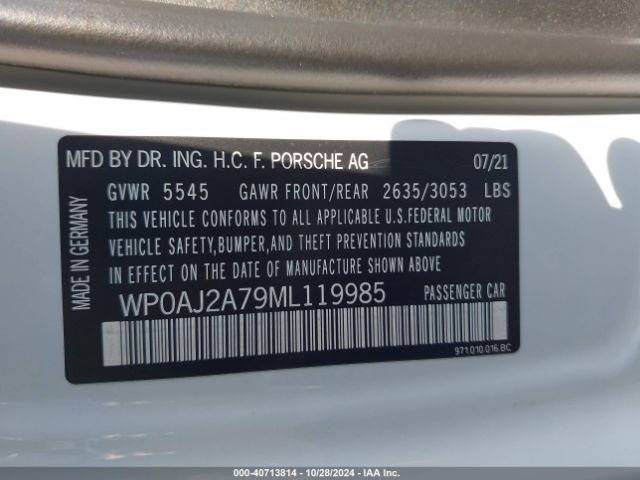 MFD BY DR. ING. H.C. F. PORSCHE AG 07/21
GVWR 5545 GAWR FRONT/REAR 2635/3053 LBS
THIS VEHICLE CONFORMS TO ALL APPLICABLE U.S.FEDERAL MOTOR
VEHICLE SAFETY,BUMPER,AND THEFT PREVENTION STANDARDS
IN EFFECT ON THE DATE OF MANUFACTURE SHOWN ABOVE.
WP0AJ2A79ML119985 PASSENGER CAR
971.010.016.BC
MADE IN GERMANY
© - 40713814 - 10/28/2024 - IAA, Inc.